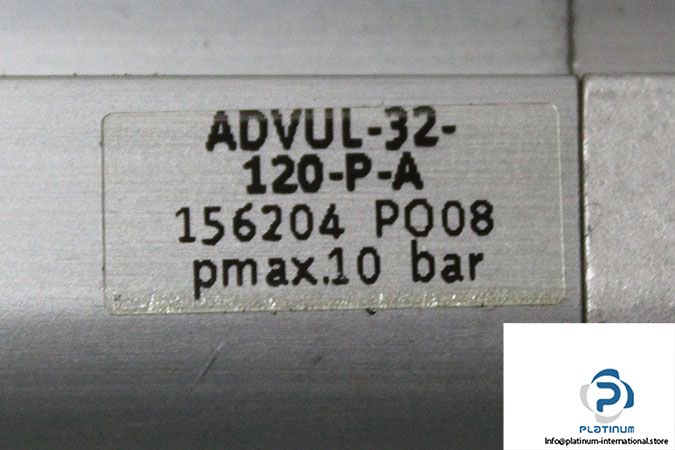 ADVUL-32-
120-P-A
156204 PO08
pmax.10 bar
PLATINUM
Info@platinum-international.store